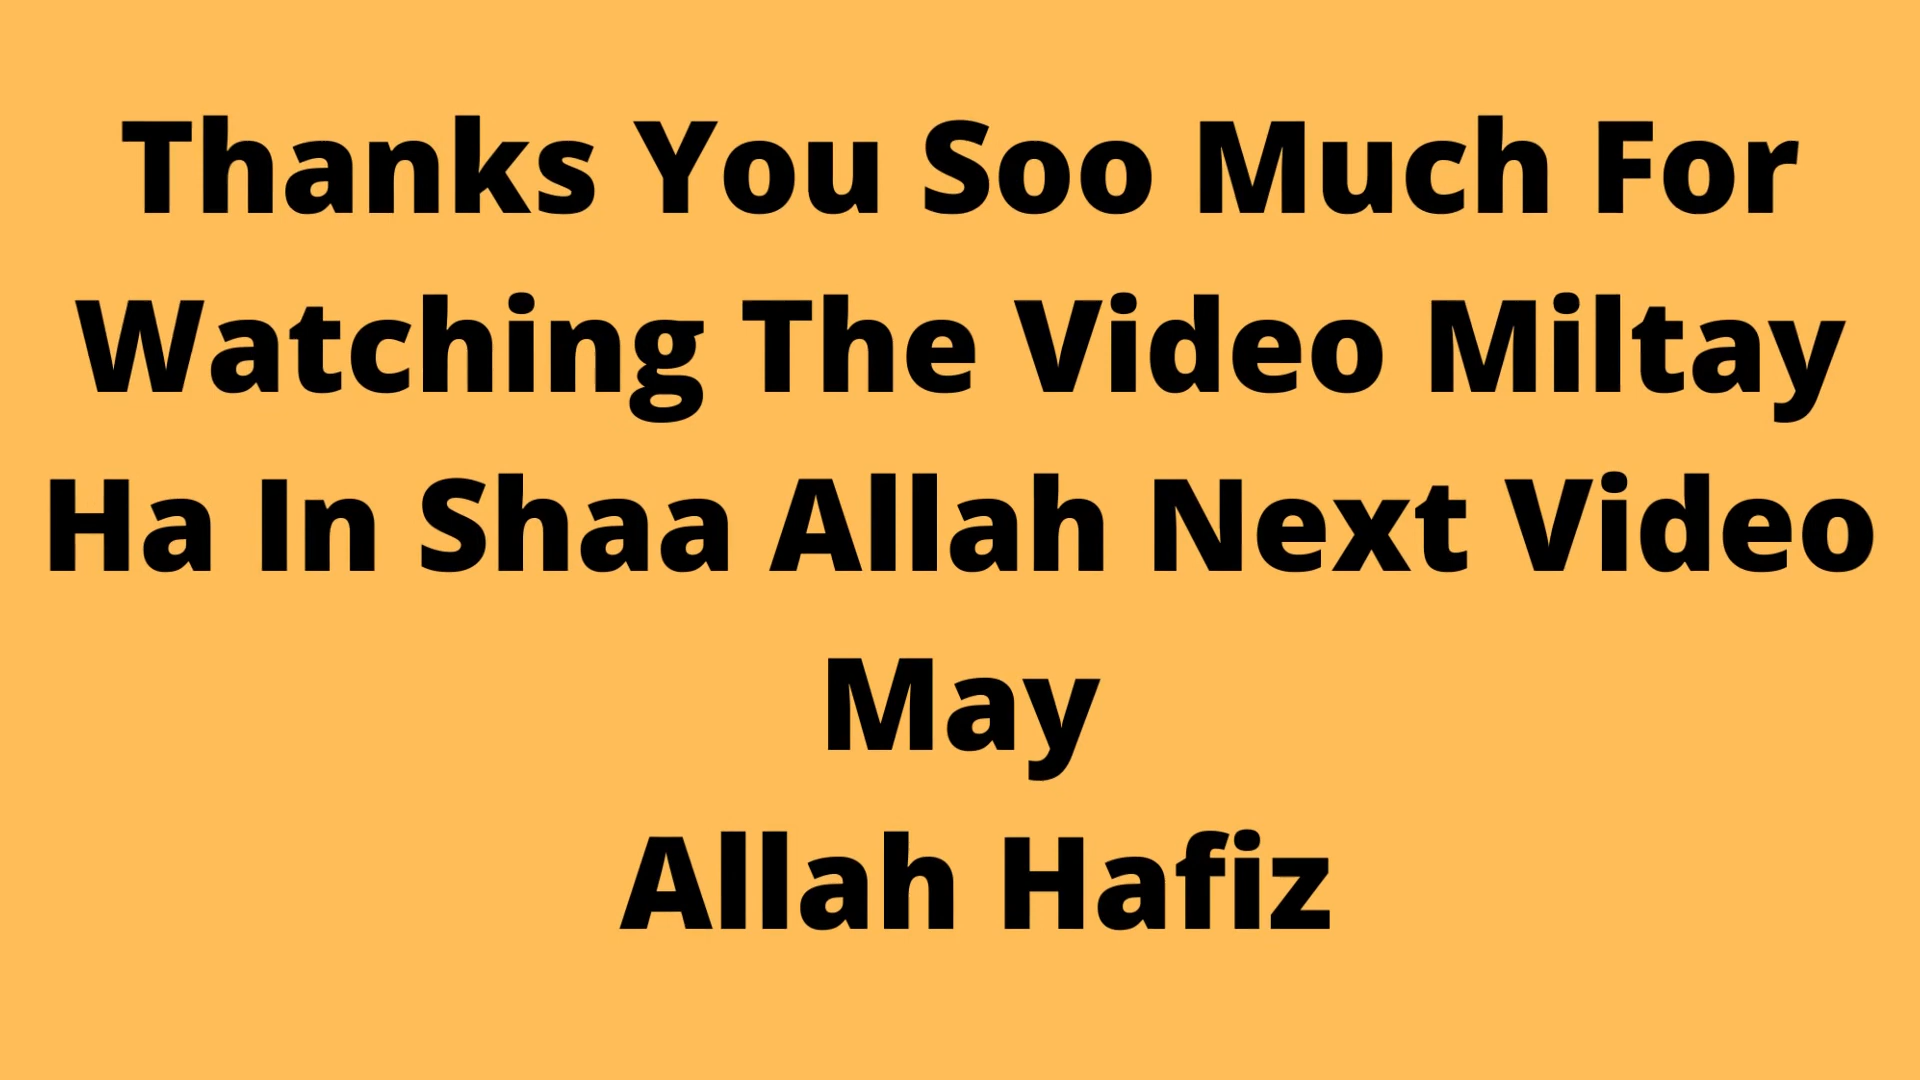 Thanks You Soo Much For
Watching The Video Miltay
Ha In Shaa Allah Next Video
May
Allah Hafiz